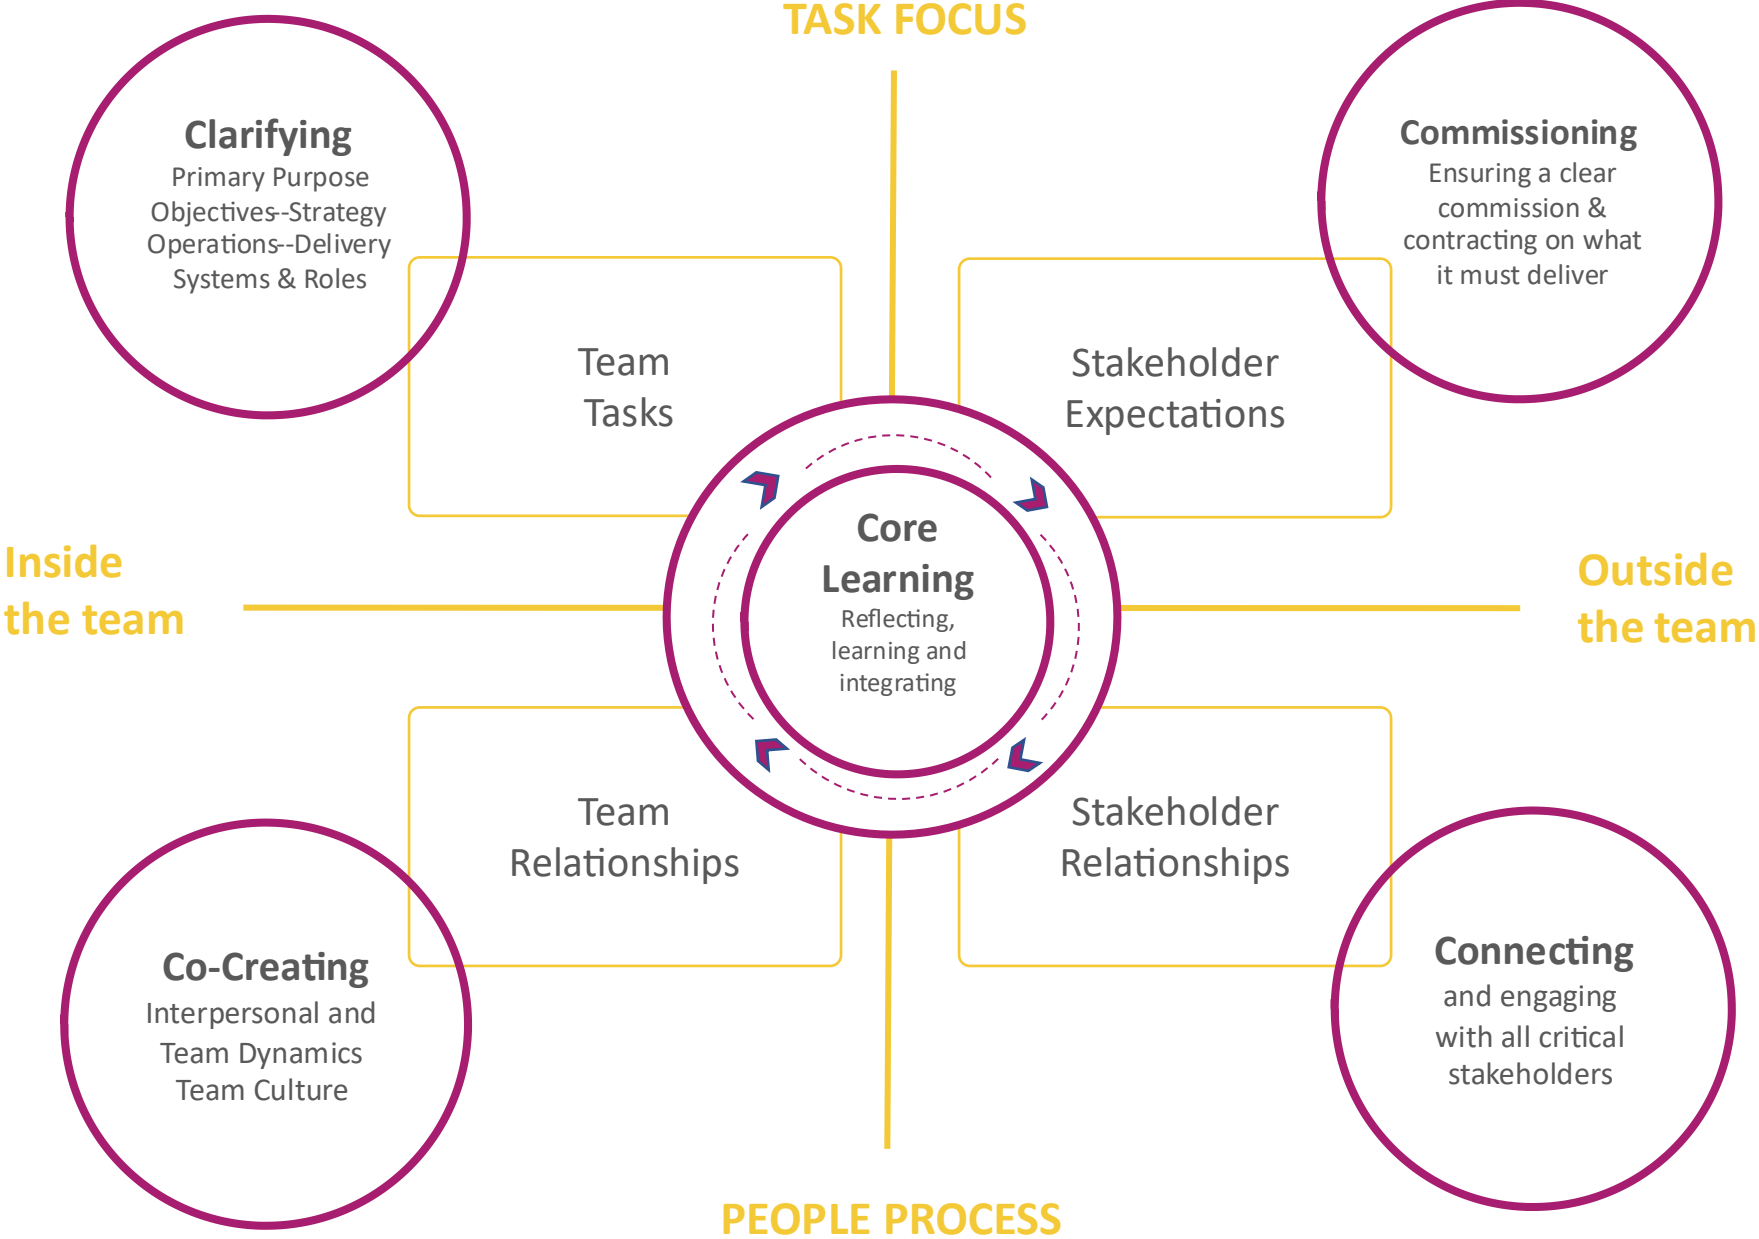 TASK FOCUS
Clarifying
Primary Purpose
Objectives--Strategy
Operations--Delivery
Systems & Roles
Commissioning
Ensuring a clear
commission &
contracting on what
it must deliver
Team
Tasks
Stakeholder
Expectations
Inside
the team
Core
Learning
Reflecting,
learning and
integrating
Outside
the team
Team
Relationships
Stakeholder
Relationships
Co-Creating
Interpersonal and
Team Dynamics
Team Culture
Connecting
and engaging
with all critical
stakeholders
PEOPLE PROCESS